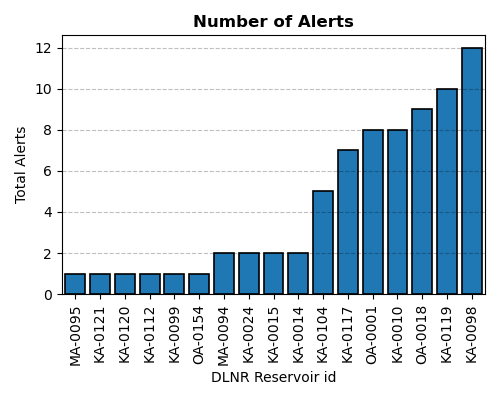 Number of Alerts
Total Alerts
12
10
8
6
4
2
0
MA-0095
KA-0121
KA-0120
KA-0112
KA-0099
OA-0154
MA-0094
KA-0024
KA-0015
KA-0014
KA-0104
KA-0117
OA-0001
KA-0010
OA-0018
KA-0119
KA-0098
DLNR Reservoir id